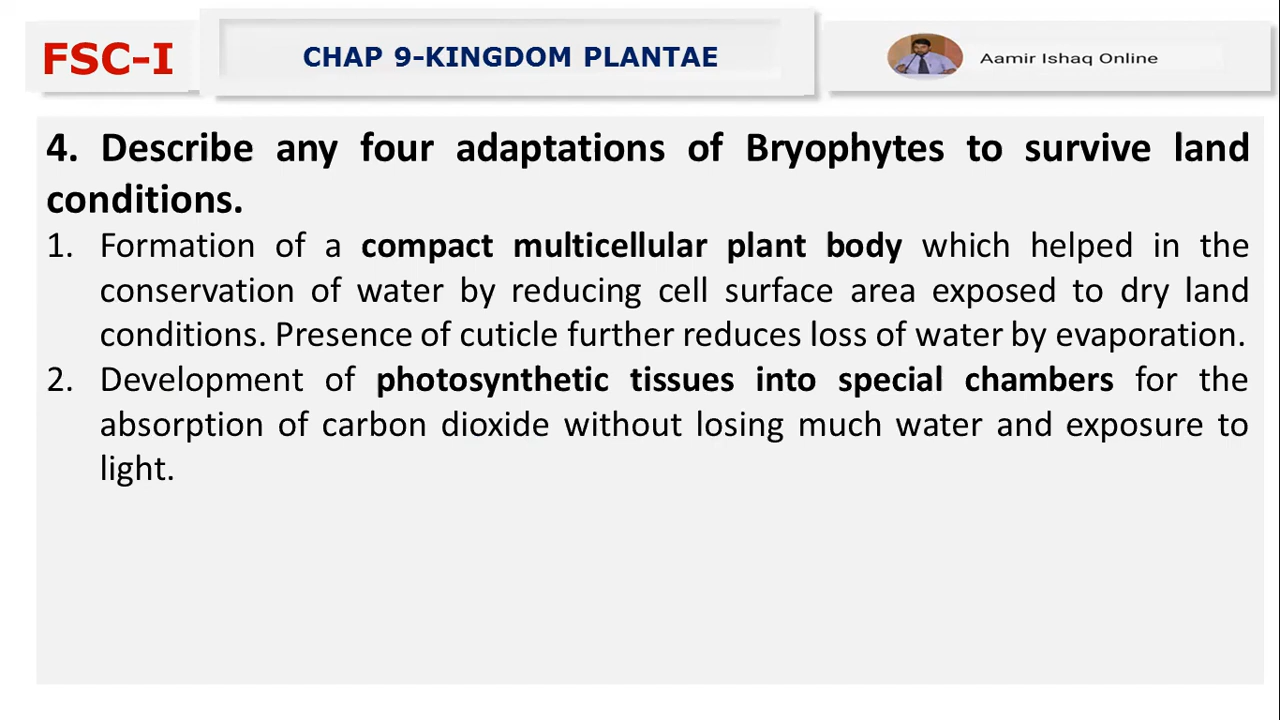 FSC-I
CHAP 9-KINGDOM PLANTAE
Aamir Ishaq Online
4. Describe any four adaptations of Bryophytes to survive land
conditions.
1. Formation of a compact multicellular plant body which helped in the
conservation of water by reducing cell surface area exposed to dry land
conditions. Presence of cuticle further reduces loss of water by evaporation.
2. Development of photosynthetic tissues into special chambers for the
absorption of carbon dioxide without losing much water and exposure to
light.